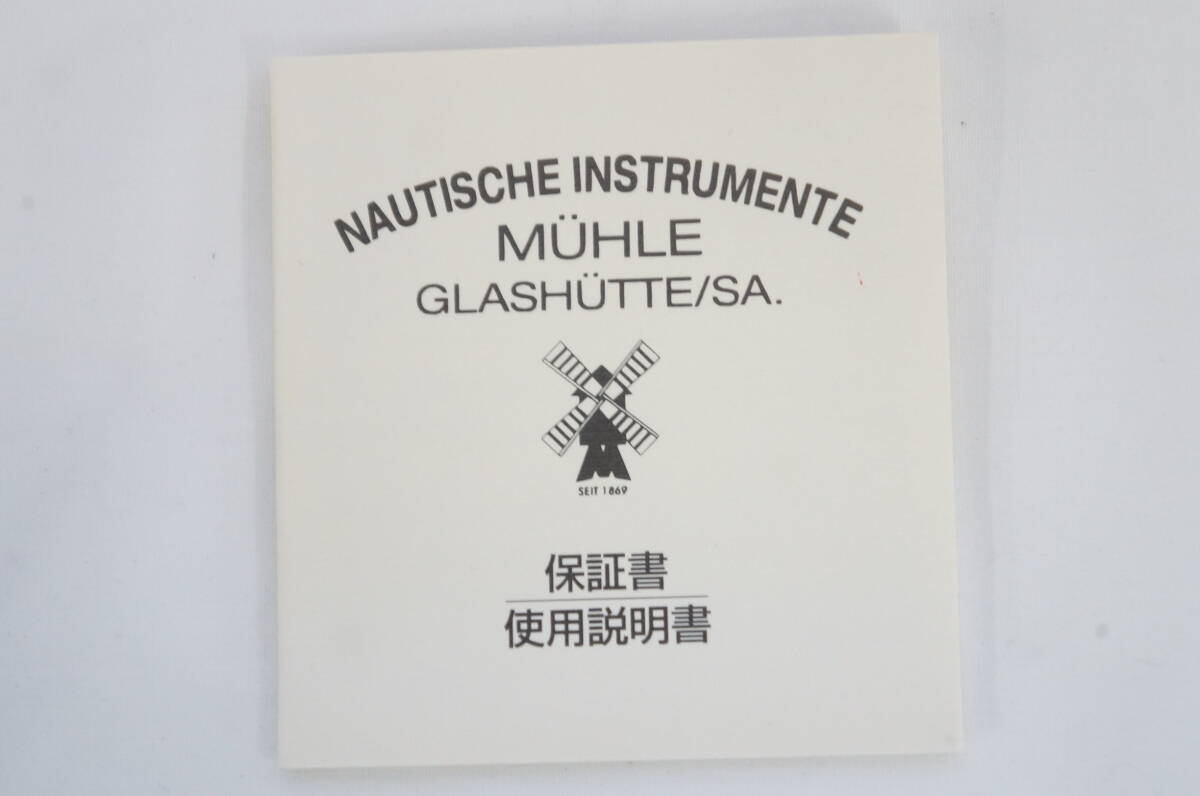 NAUTISCHE INSTRUMENTE
MÜHLE
GLASHÜTTE/SA.
SEIT 1869
保証書
使用説明書